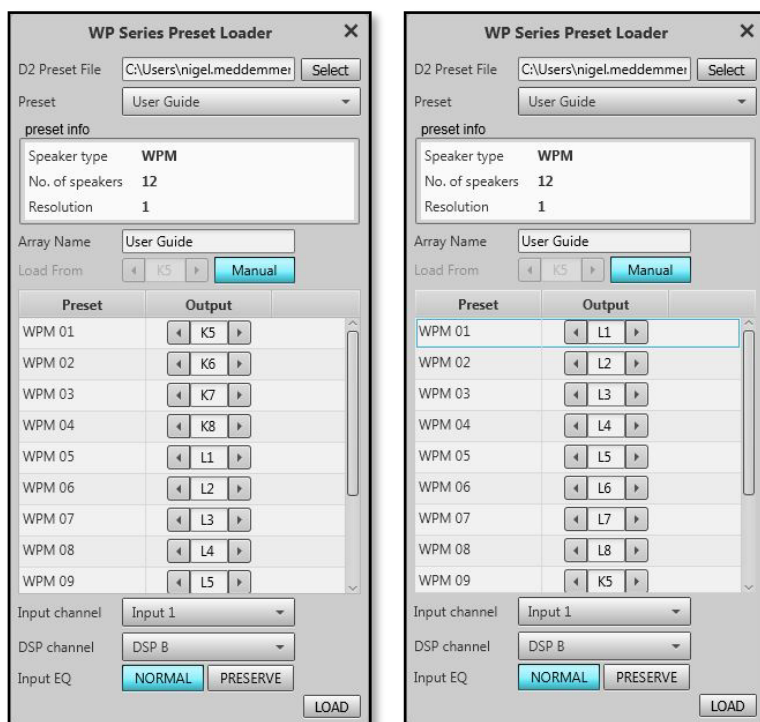 WP Series Preset Loader
D2 Preset File C:\Users\nigel.meddemmer Select
Preset User Guide
preset info
Speaker type WPM
No. of speakers 12
Resolution 1
Array Name User Guide
Load From K5 Manual
Preset Output
WPM 01 K5
WPM 02 K6
WPM 03 K7
WPM 04 K8
WPM 05 L1
WPM 06 L2
WPM 07 L3
WPM 08 L4
WPM 09 L5
Input channel Input 1
DSP channel DSP B
Input EQ NORMAL PRESERVE
LOAD
WP Series Preset Loader
D2 Preset File C:\Users\nigel.meddemmer Select
Preset User Guide
preset info
Speaker type WPM
No. of speakers 12
Resolution 1
Array Name User Guide
Load From K5 Manual
Preset Output
WPM 01 L1
WPM 02 L2
WPM 03 L3
WPM 04 L4
WPM 05 L5
WPM 06 L6
WPM 07 L7
WPM 08 L8
WPM 09 K5
Input channel Input 1
DSP channel DSP B
Input EQ NORMAL PRESERVE
LOAD